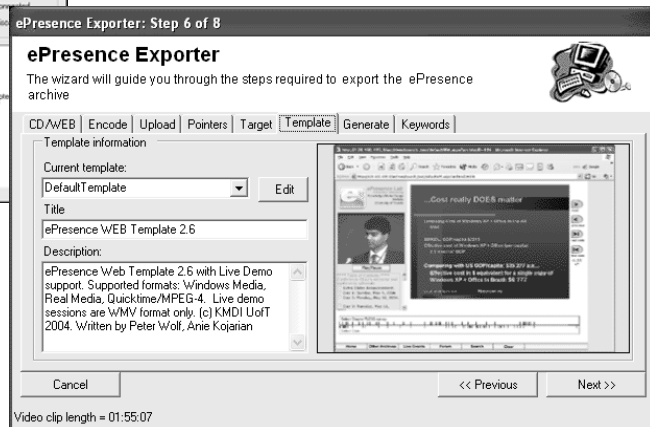 ePresence Exporter: Step 6 of 8
ePresence Exporter
The wizard will guide you through the steps required to export the ePresence
archive
CD/WEB Encode Upload Pointers Target Template Generate Keywords
Template information
Current template:
DefaultTemplate Edit
Title
ePresence WEB Template 2.6
Description:
ePresence Web Template 2.6 with Live Demo
support. Supported formats: Windows Media,
Real Media, Quicktime/MPEG-4. Live demo
sessions are WMV format only. (c) KMDI UofT
2004. Written by Peter Wolf, Anie Kojarian
...Cost really DOES matter
Cancel << Previous Next >>
Video clip length = 01:55:07